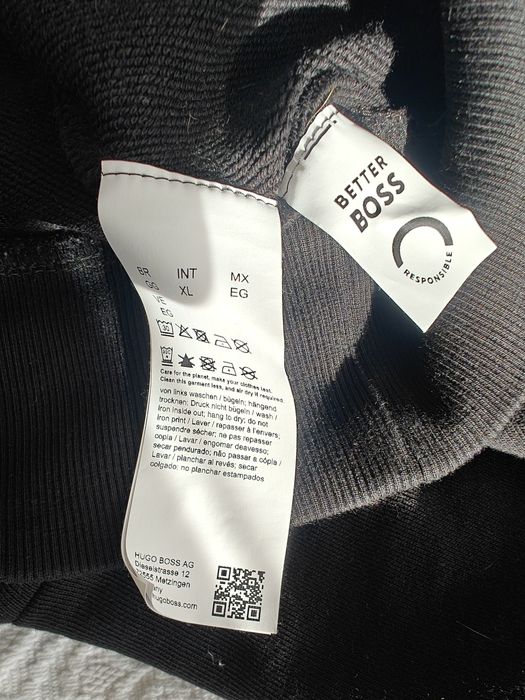 BETTER
BOSS
RESPONSIBLE
BR INT MX
GG XL EG
VE
EG
30
Care for the planet, make your clothes last.
Clean this garment less, and air dry it required.
von links waschen / bügeln; hängend
trocknen; Druck nicht bügeln / wash /
iron inside out; hang to dry; do not
iron print / Laver / repasser à l'envers;
suspendre sécher; ne pas repasser
copia / Lavar / engomar deavesso;
secar pendurado; não passar a cópia /
Lavar / planchar al revés; secar
colgado; no planchar estampados
HUGO BOSS AG
Dieselstrasse 12
72555 Metzingen
any
hugoboss.com